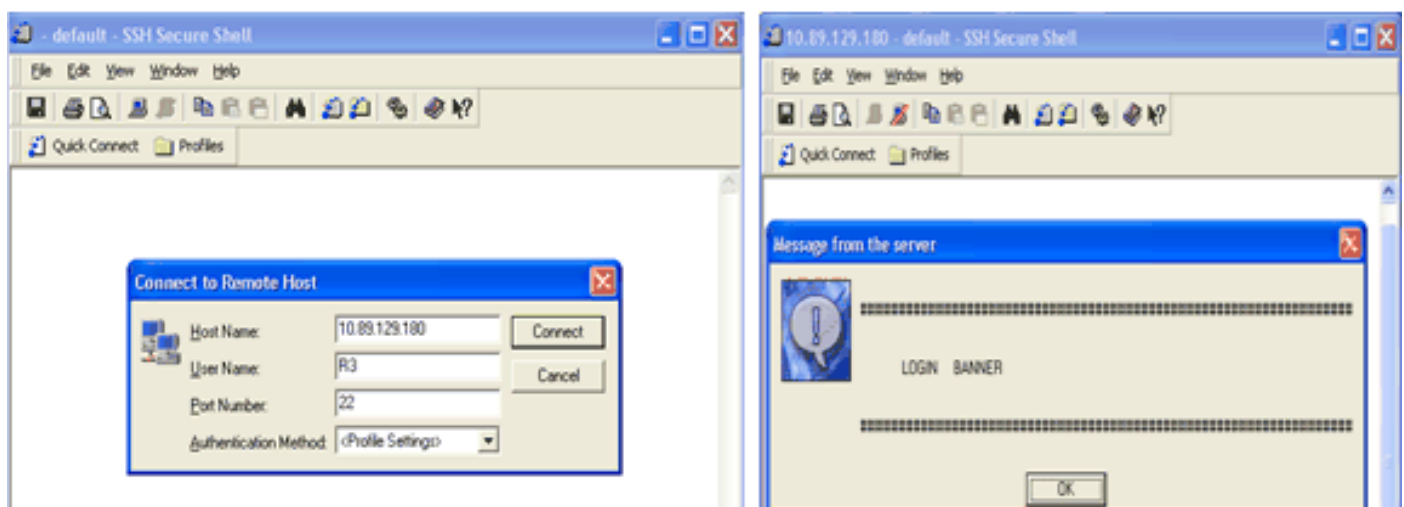 - default - SSH Secure Shell
File Edit View Window Help
Quick Connect Profiles
Connect to Remote Host
Host Name: 10.89.129.180 Connect
User Name: R3 Cancel
Port Number: 22
Authentication Method: <Profile Settings>
10.89.129.180 - default - SSH Secure Shell
File Edit View Window Help
Quick Connect Profiles
Message from the server
LOGIN BANNER
OK